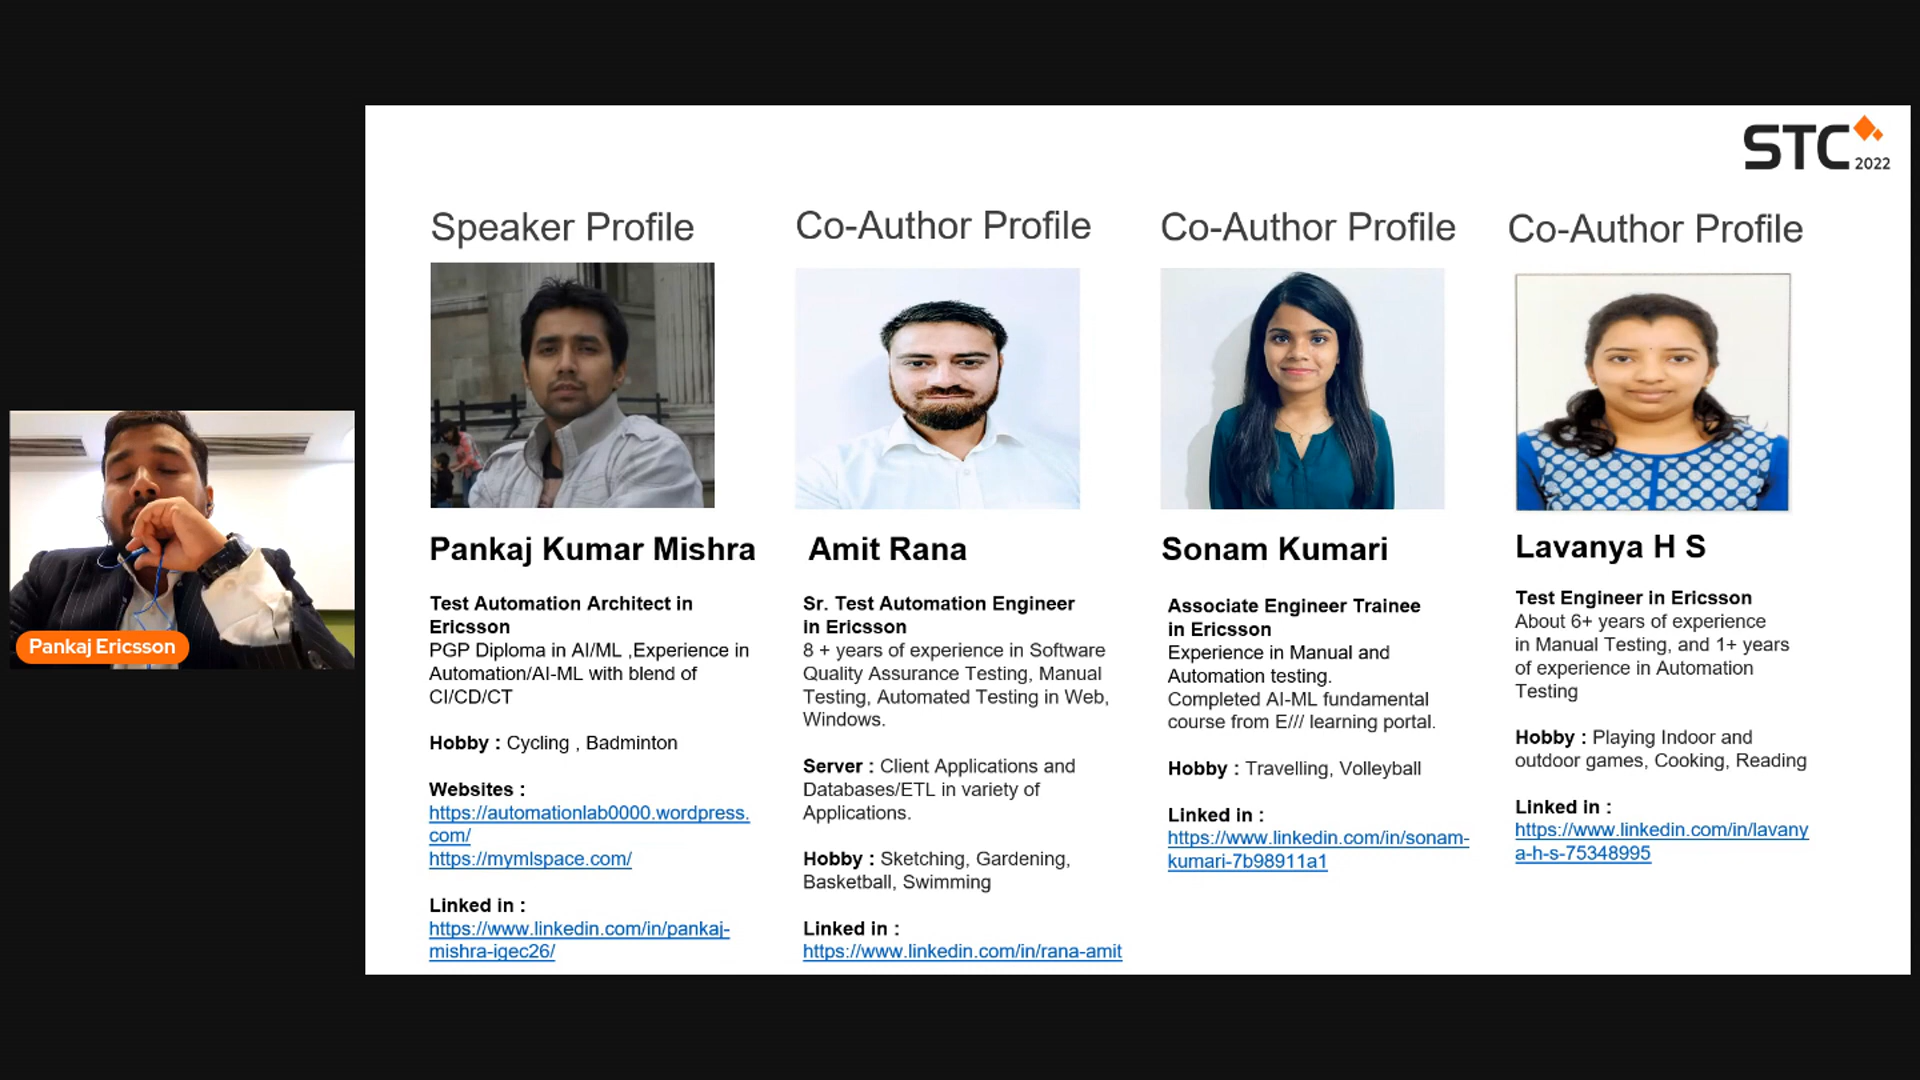 STC
2022
Speaker Profile
Co-Author Profile
Co-Author Profile
Co-Author Profile
Pankaj Kumar Mishra
Test Automation Architect in
Ericsson
PGP Diploma in AI/ML ,Experience in
Automation/AI-ML with blend of
CI/CD/CT
Hobby : Cycling , Badminton
Websites :
https://automationlab0000.wordpress.
com/
https://mymlspace.com/
Linked in :
https://www.linkedin.com/in/pankaj-
mishra-igec26/
Amit Rana
Sr. Test Automation Engineer
in Ericsson
8 + years of experience in Software
Quality Assurance Testing, Manual
Testing, Automated Testing in Web,
Windows.
Server : Client Applications and
Databases/ETL in variety of
Applications.
Hobby : Sketching, Gardening,
Basketball, Swimming
Linked in :
https://www.linkedin.com/in/rana-amit
Sonam Kumari
Associate Engineer Trainee
in Ericsson
Experience in Manual and
Automation testing.
Completed AI-ML fundamental
course from E/// learning portal.
Hobby : Travelling, Volleyball
Linked in :
https://www.linkedin.com/in/sonam-
kumari-7b98911a1
Lavanya H S
Test Engineer in Ericsson
About 6+ years of experience
in Manual Testing, and 1+ years
of experience in Automation
Testing
Hobby : Playing Indoor and
outdoor games, Cooking, Reading
Linked in :
https://www.linkedin.com/in/lavany
a-h-s-75348995
Pankaj Ericsson